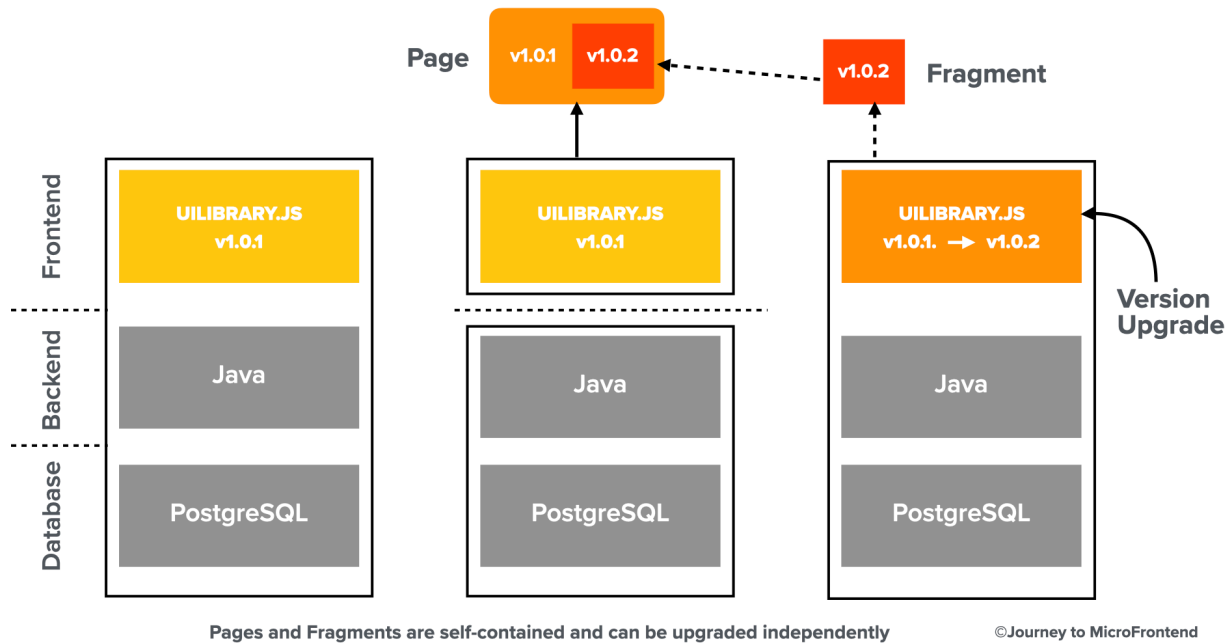 Page
v1.0.1
v1.0.2
v1.0.2
Fragment
Frontend
UILIBRARY.JS
v1.0.1
UILIBRARY.JS
v1.0.1
UILIBRARY.JS
v1.0.1. → v1.0.2
Version
Upgrade
Backend
Java
Java
Java
Database
PostgreSQL
PostgreSQL
PostgreSQL
Pages and Fragments are self-contained and can be upgraded independently
©Journey to MicroFrontend